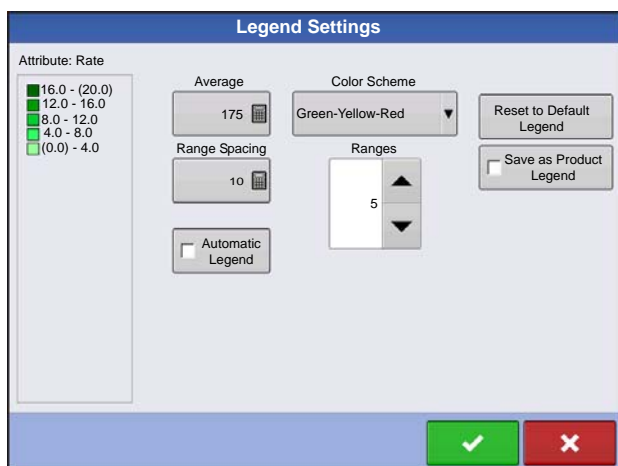 Legend Settings
Attribute: Rate
16.0 - (20.0)
12.0 - 16.0
8.0 - 12.0
4.0 - 8.0
(0.0) - 4.0
Average
175
Color Scheme
Green-Yellow-Red
Reset to Default
Legend
Range Spacing
10
Ranges
5
Save as Product
Legend
Automatic
Legend